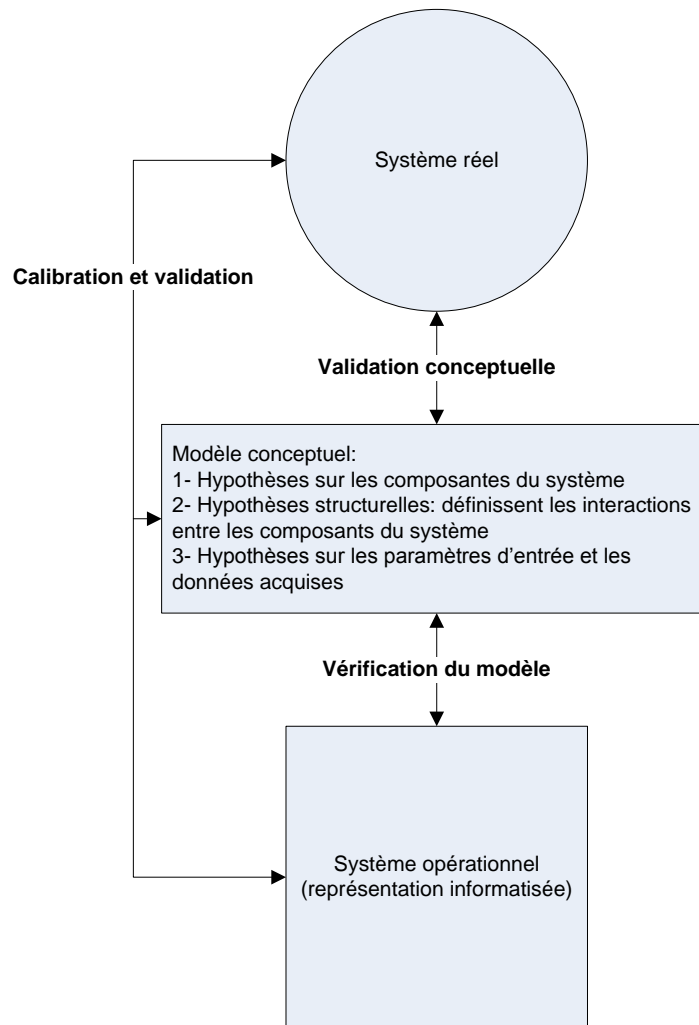 Système réel
Calibration et validation
Validation conceptuelle
Modèle conceptuel:
1- Hypothèses sur les composantes du système
2- Hypothèses structurelles: définissent les interactions
entre les composants du système
3- Hypothèses sur les paramètres d'entrée et les
données acquises
Vérification du modèle
Système opérationnel
(représentation informatisée)